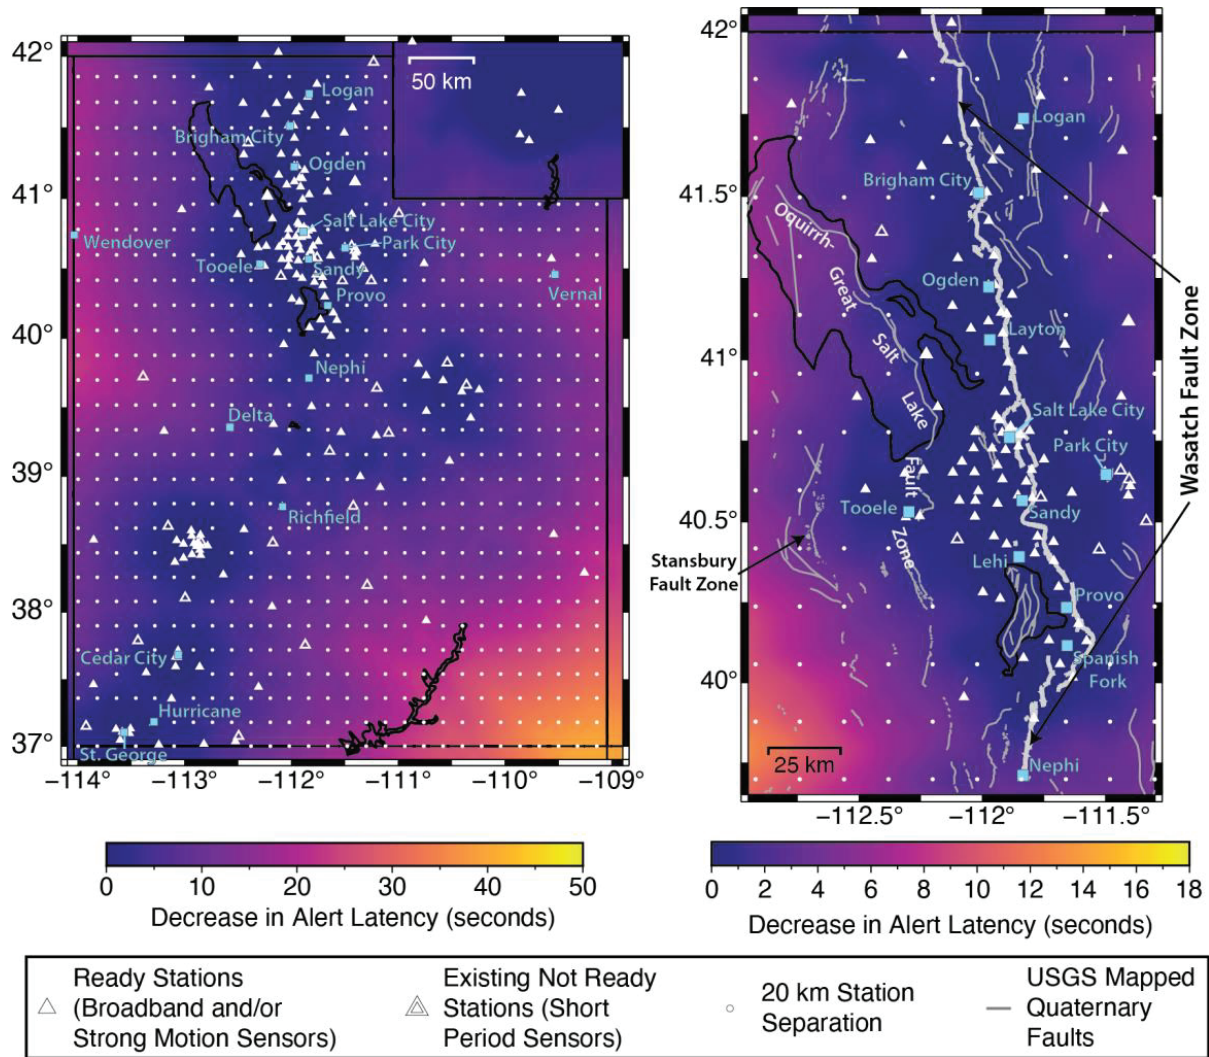 42°
41°
40°
39°
38°
37°
−114
−113
−112
−111
−110
−109
50 km
Logan
Brigham City
Ogden
Salt Lake City
Park City
Wendover
Tooele
Sandy
Vernal
Provo
Nephi
Delta
Richfield
Cedar City
Hurricane
St. George
0 10 20 30 40 50
Decrease in Alert Latency (seconds)
42°
41.5°
41°
40.5°
40°
−112.5°
−112°
−111.5°
Logan
Brigham City
Oquirrh-
Great
Salt
Lake
Fault
Zone
Ogden
Layton
Salt Lake City
Park City
Tooele
Sandy
Stansbury
Fault Zone
Lehi
Provo
Spanish
Fork
25 km
Nephi
Wasatch Fault Zone
0 2 4 6 8 10 12 14 16 18
Decrease in Alert Latency (seconds)
Ready Stations
(Broadband and/or
Strong Motion Sensors)
Existing Not Ready
Stations (Short
Period Sensors)
20 km Station
Separation
USGS Mapped
Quaternary
Faults